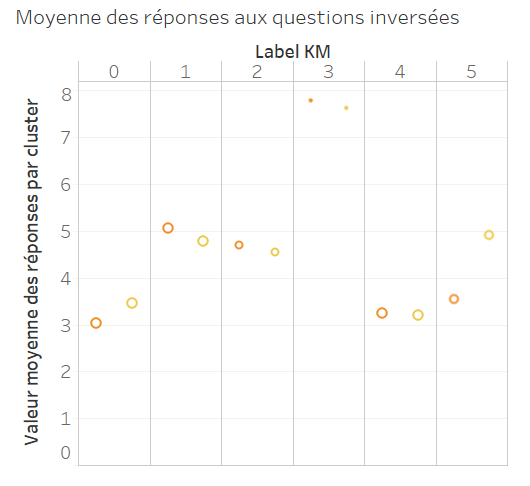 Moyenne des réponses aux questions inversées
Label KM
0 1 2 3 4 5
Valeur moyenne des réponses par cluster
8
7
6
5
4
3
2
1
0